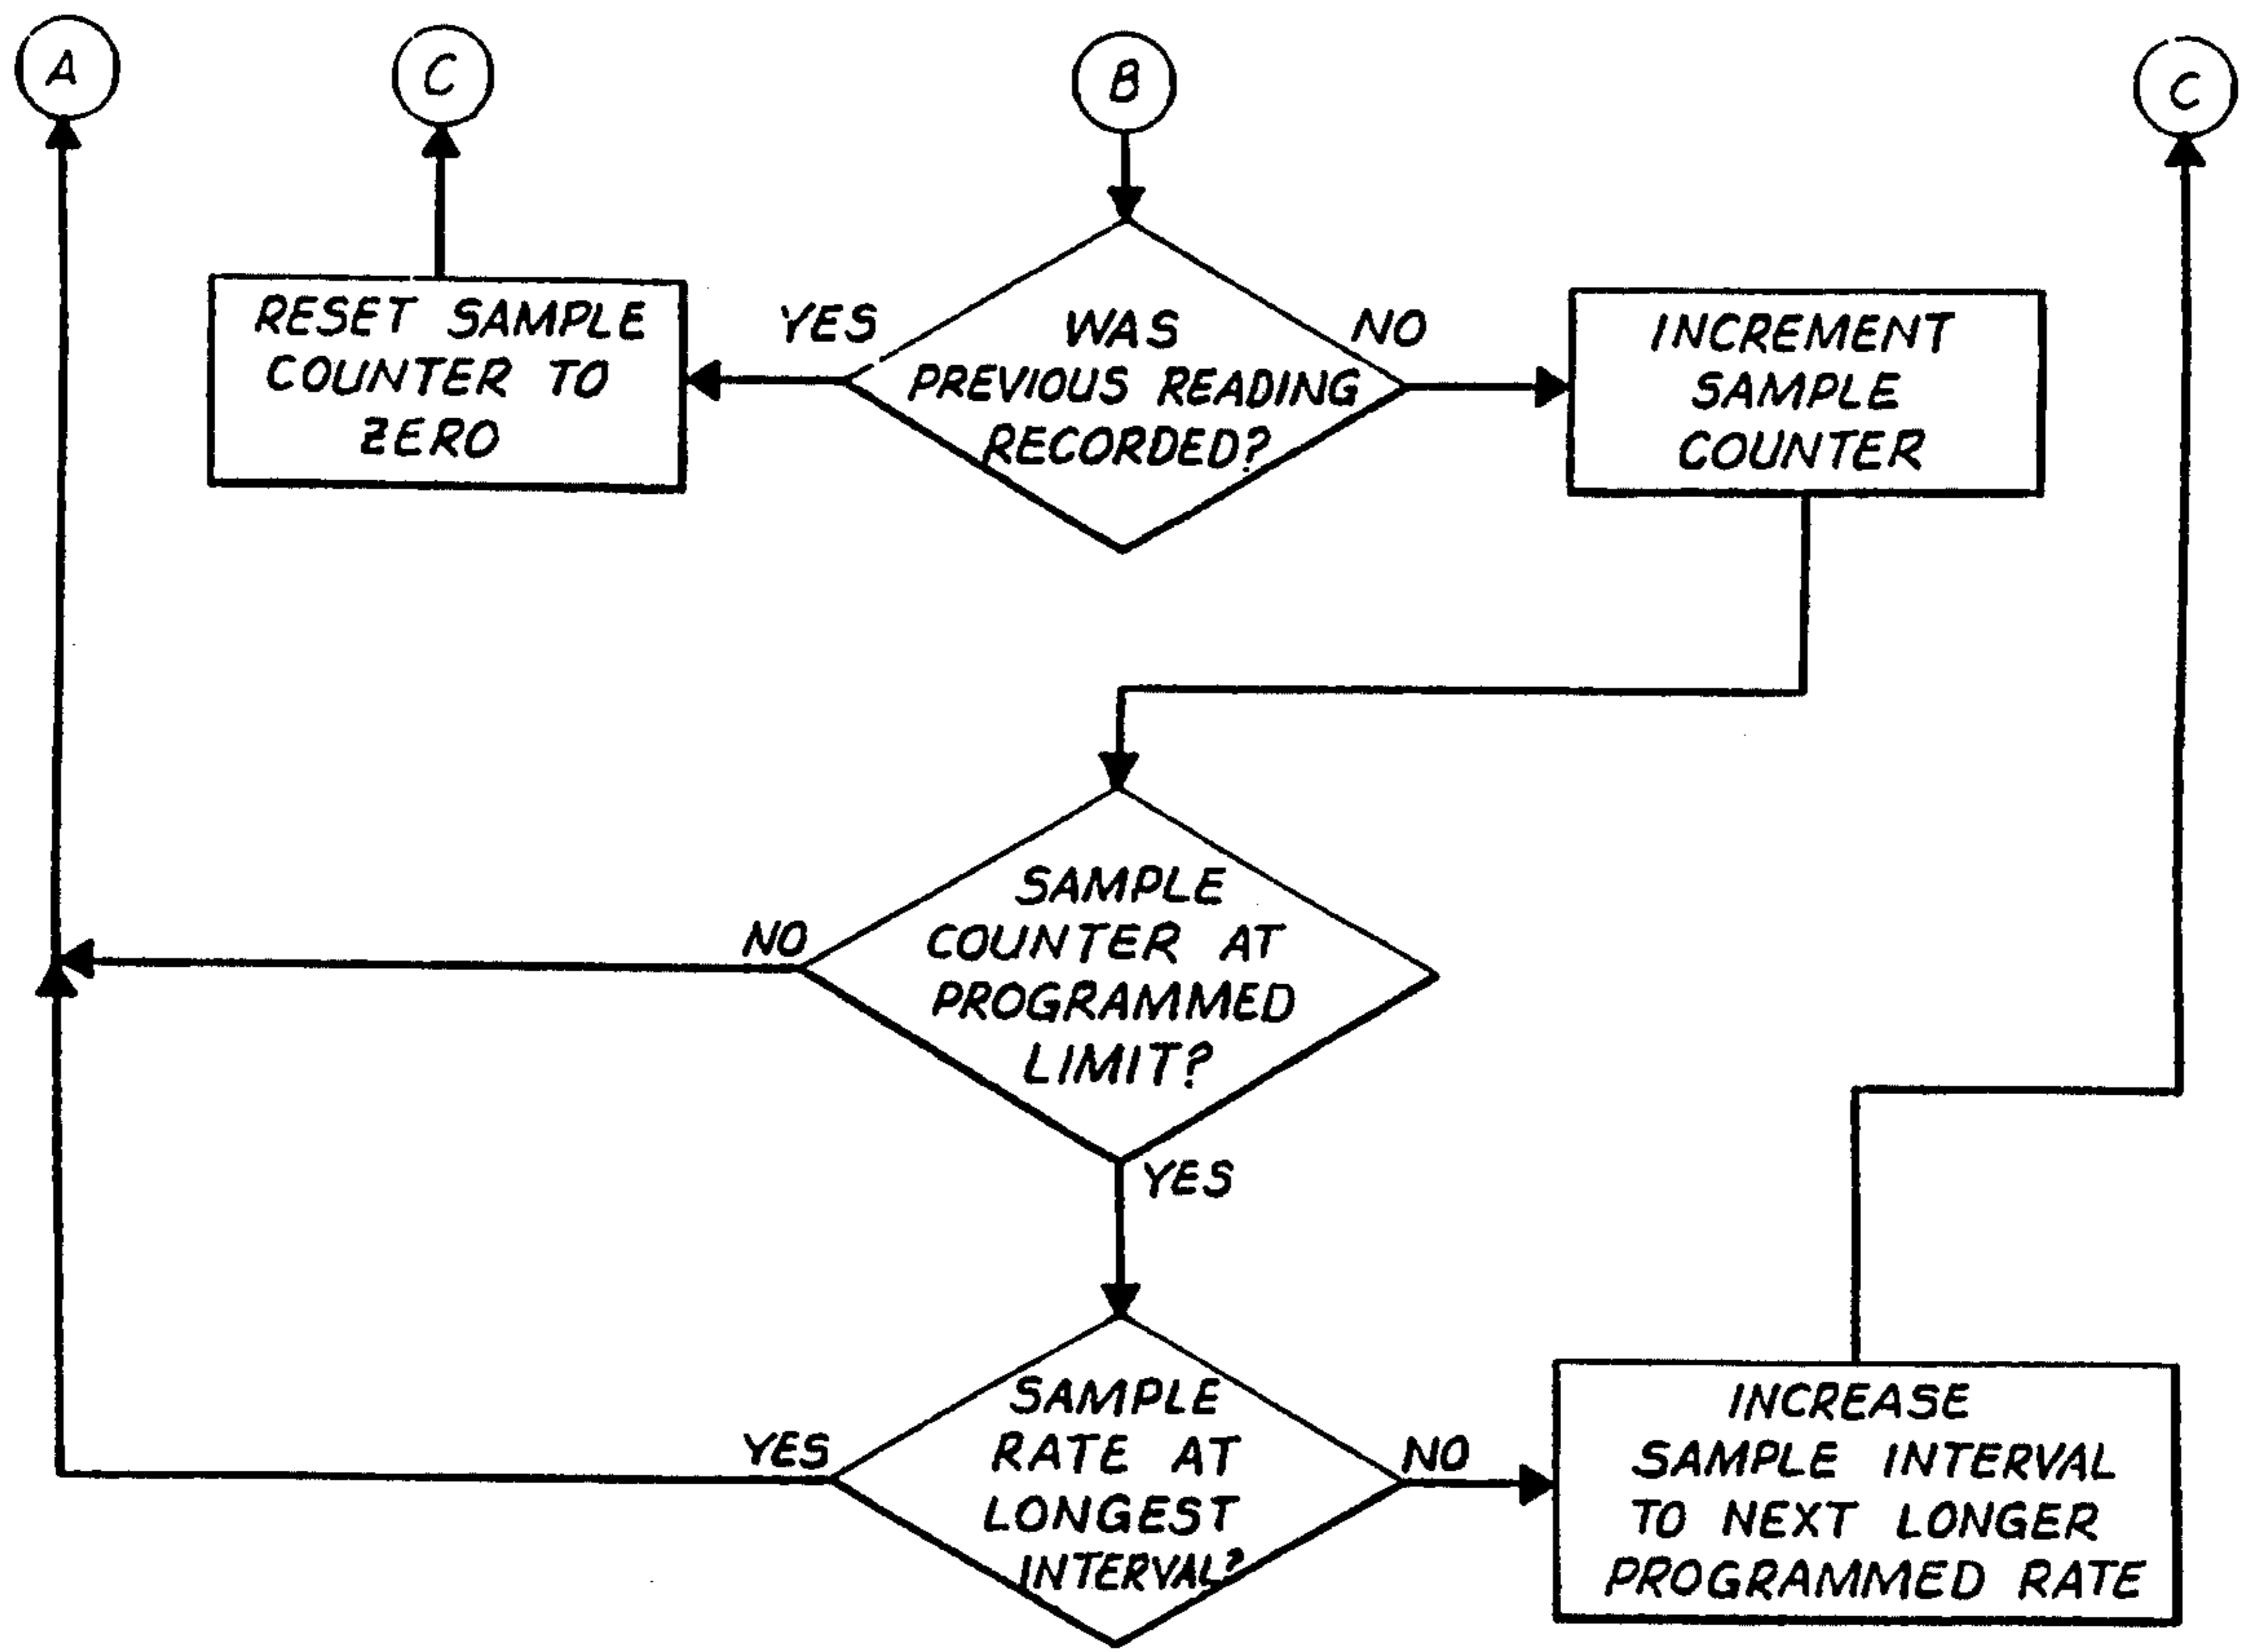 A
C
B
C
RESET SAMPLE
COUNTER TO
ZERO
YES
WAS
PREVIOUS READING
RECORDED?
NO
INCREMENT
SAMPLE
COUNTER
SAMPLE
COUNTER AT
PROGRAMMED
LIMIT?
NO
YES
SAMPLE
RATE AT
LONGEST
INTERVAL?
YES
NO
INCREASE
SAMPLE INTERVAL
TO NEXT LONGER
PROGRAMMED RATE